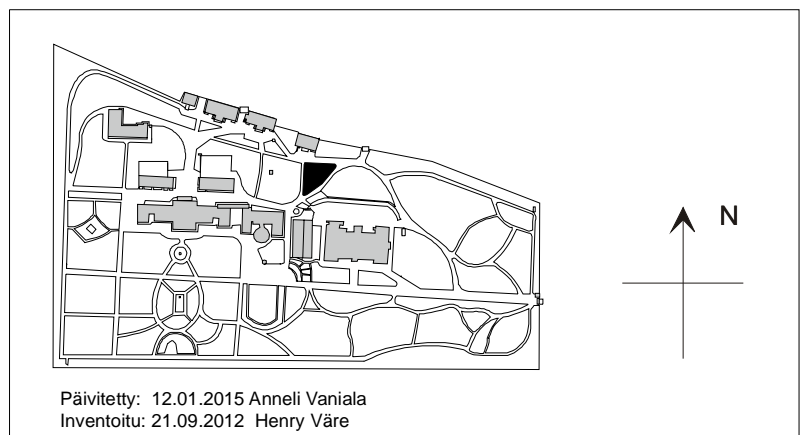 N
Päivitetty: 12.01.2015 Anneli Vaniala
Inventoitu: 21.09.2012 Henry Väre